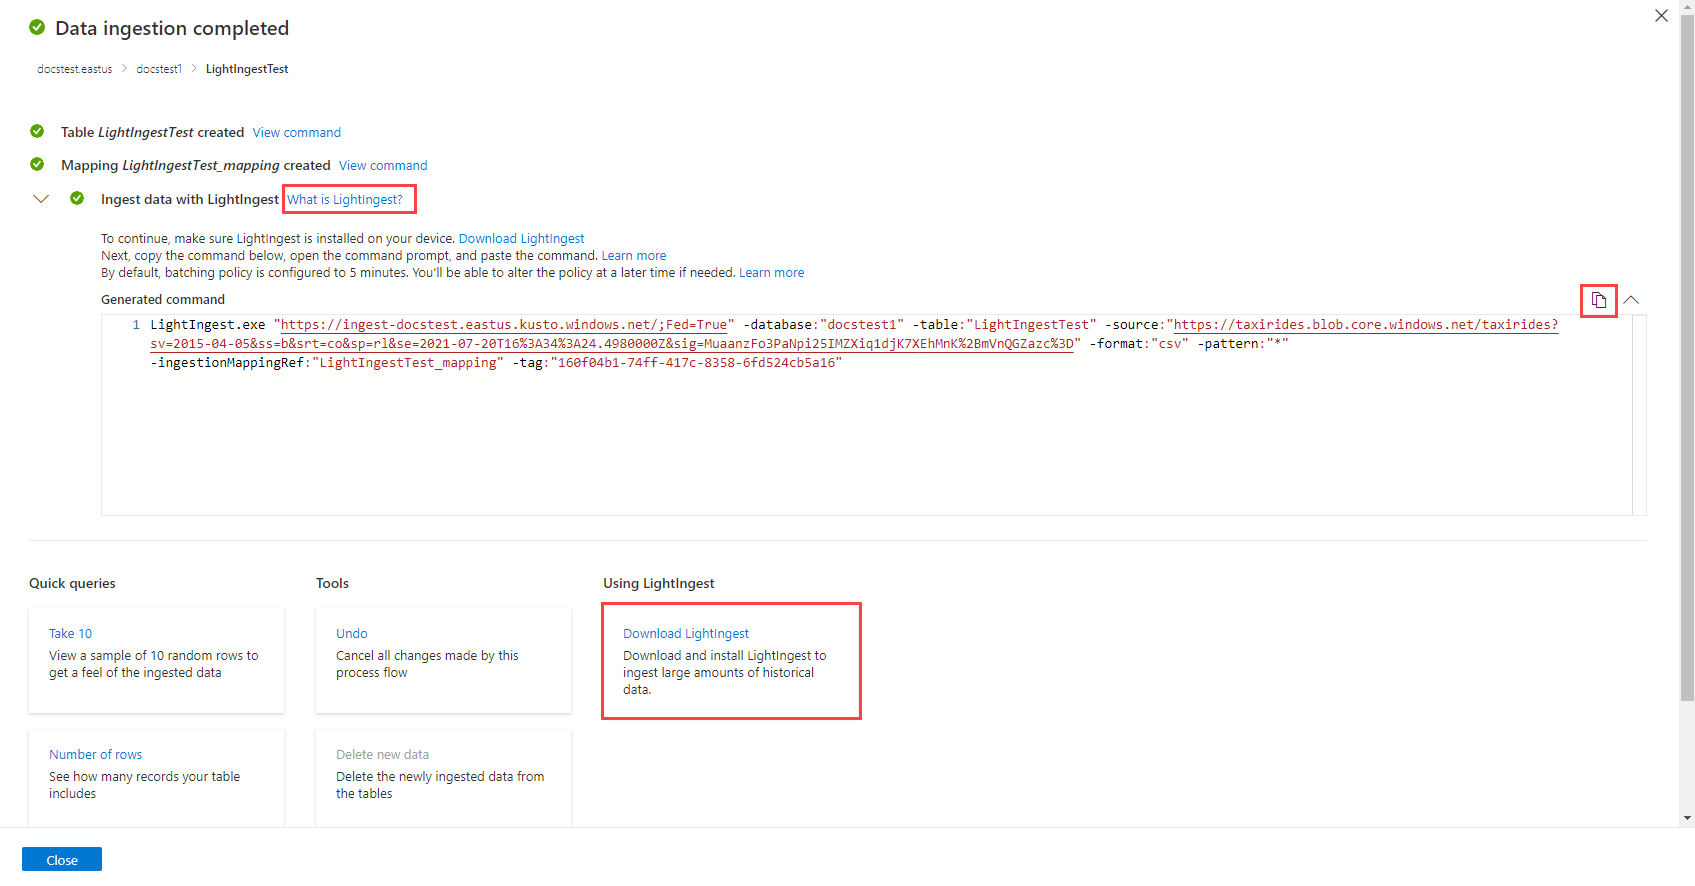 Data ingestion completed
docstest.eastus > docstest1 > LightIngestTest
Table LightIngestTest created View command
Mapping LightIngestTest_mapping created View command
Ingest data with LightIngest What is LightIngest?
To continue, make sure LightIngest is installed on your device. Download LightIngest
Next, copy the command below, open the command prompt, and paste the command. Learn more
By default, batching policy is configured to 5 minutes. You'll be able to alter the policy at a later time if needed. Learn more
Generated command
1 LightIngest.exe "https://ingest-docstest.eastus.kusto.windows.net/;Fed=True" -database:"docstest1" -table:"LightIngestTest" -source:"https://taxirides.blob.core.windows.net/taxirides?
sv=2015-04-05&ss=b&srt=co&sp=rl&se=2021-07-20T16%3A34%3A24.4980000Z&sig=MuaanzFo3PaNpi25IMZXiq1djK7XEhMnK%2BmVnQGZazc%3D" -format:"csv" -pattern:"*"
-ingestionMappingRef:"LightIngestTest_mapping" -tag:"160f04b1-74ff-417c-8358-6fd524cb5a16"
Quick queries
Take 10
View a sample of 10 random rows to
get a feel of the ingested data
Number of rows
See how many records your table
includes
Tools
Undo
Cancel all changes made by this
process flow
Delete new data
Delete the newly ingested data from
the tables
Using LightIngest
Download LightIngest
Download and install LightIngest to
ingest large amounts of historical
data.
Close